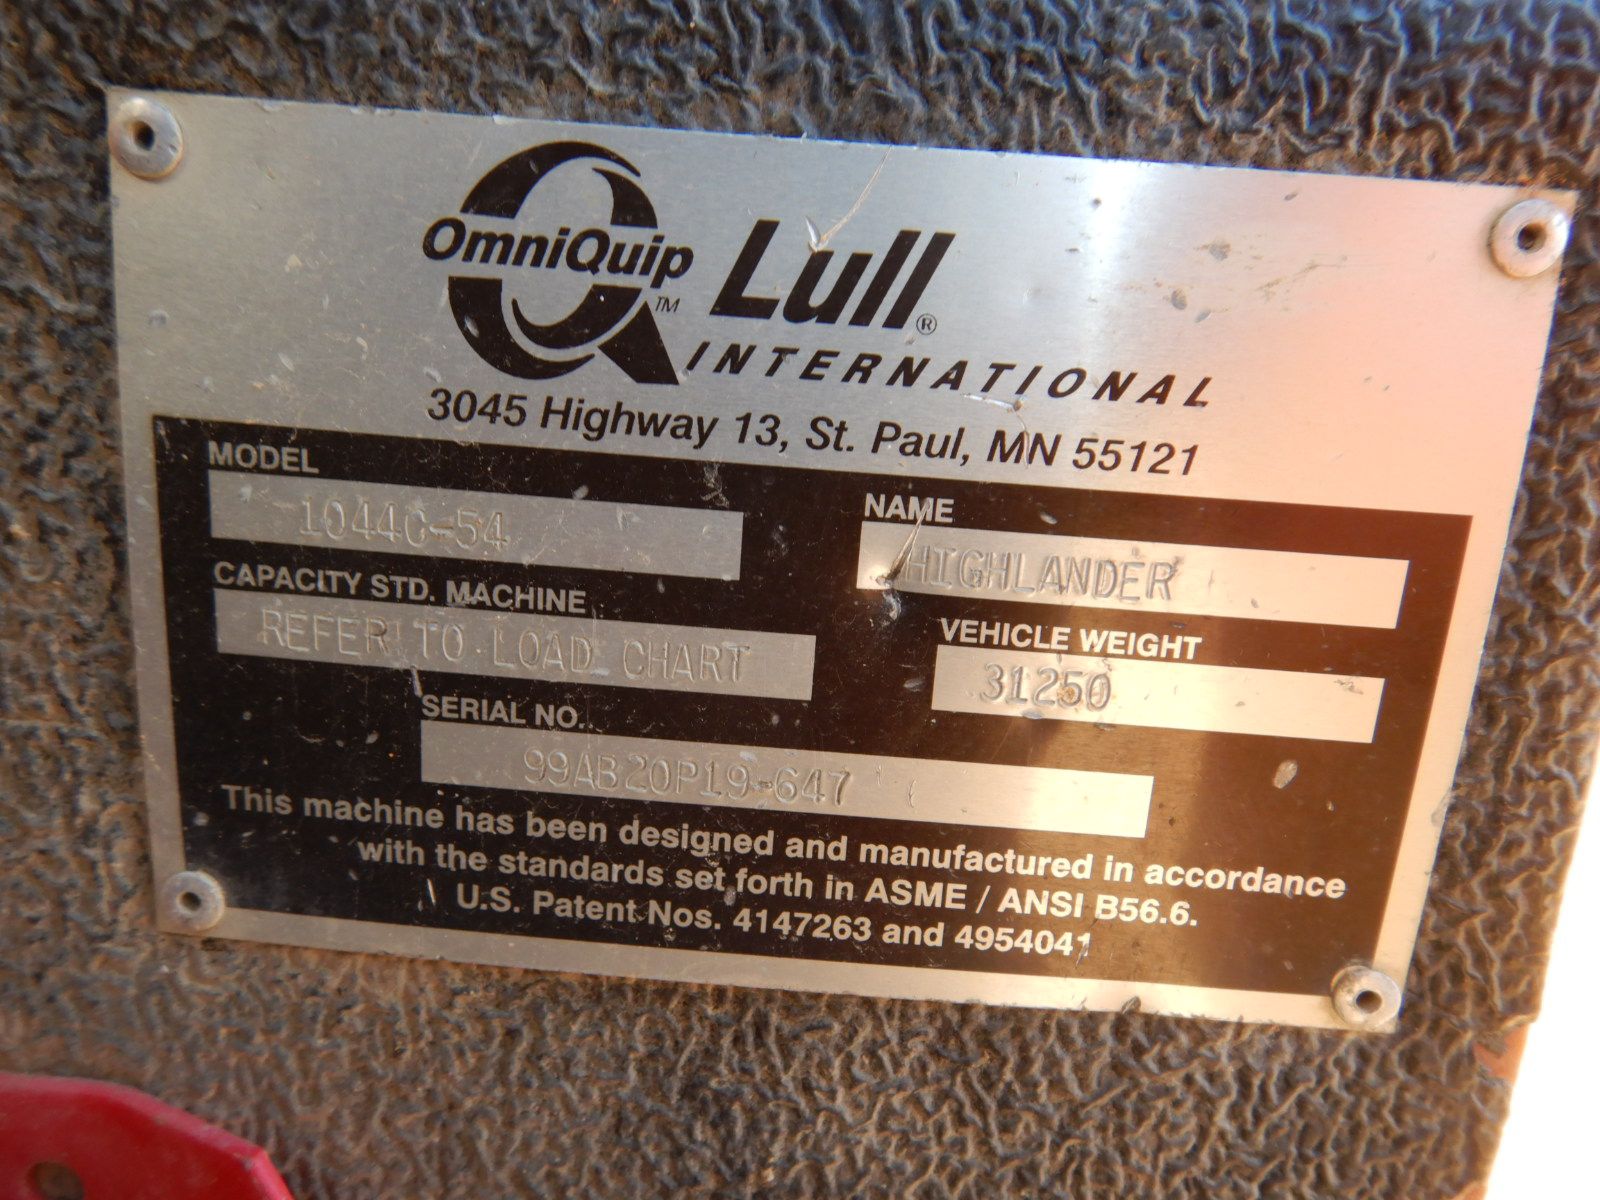 OmniQuip™ Lull®
INTERNATIONAL
3045 Highway 13, St. Paul, MN 55121
MODEL
1044C-54
NAME
HIGHLANDER
CAPACITY STD. MACHINE
REFER TO LOAD CHART
VEHICLE WEIGHT
31250
SERIAL NO.
99AB20P19-647
This machine has been designed and manufactured in accordance
with the standards set forth in ASME / ANSI B56.6.
U.S. Patent Nos. 4147263 and 4954041